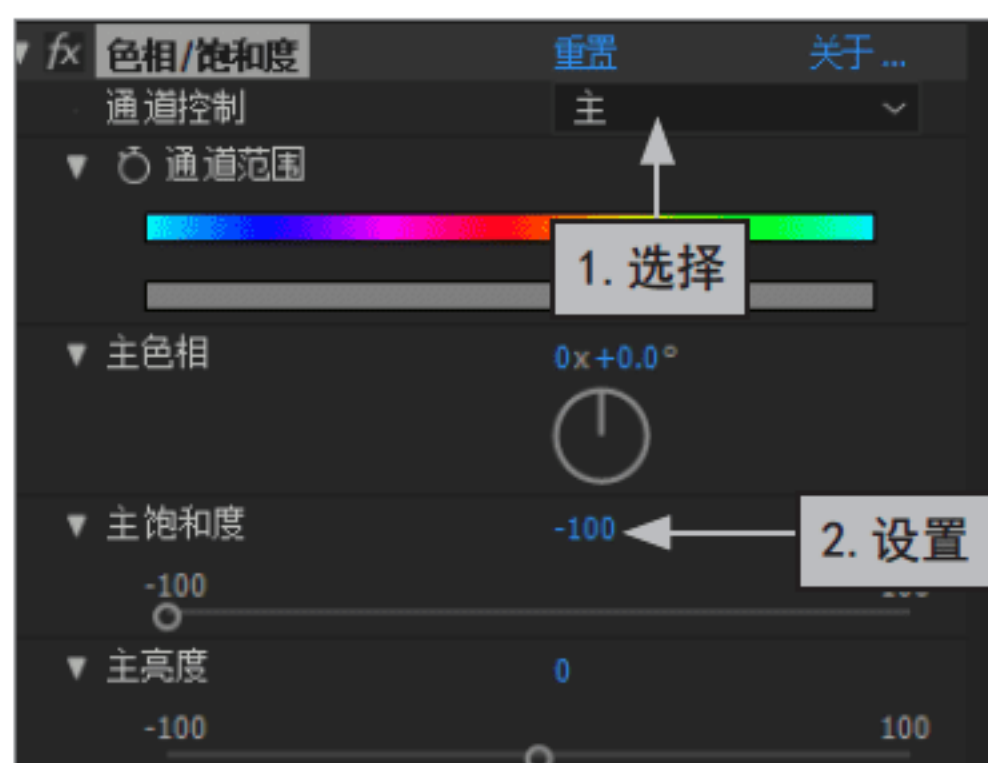 fx 色相/饱和度 重置 关于...
通道控制 主
通道范围
1. 选择
主色相 0x+0.0°
主饱和度 -100 2. 设置
-100
主亮度 0
-100 100